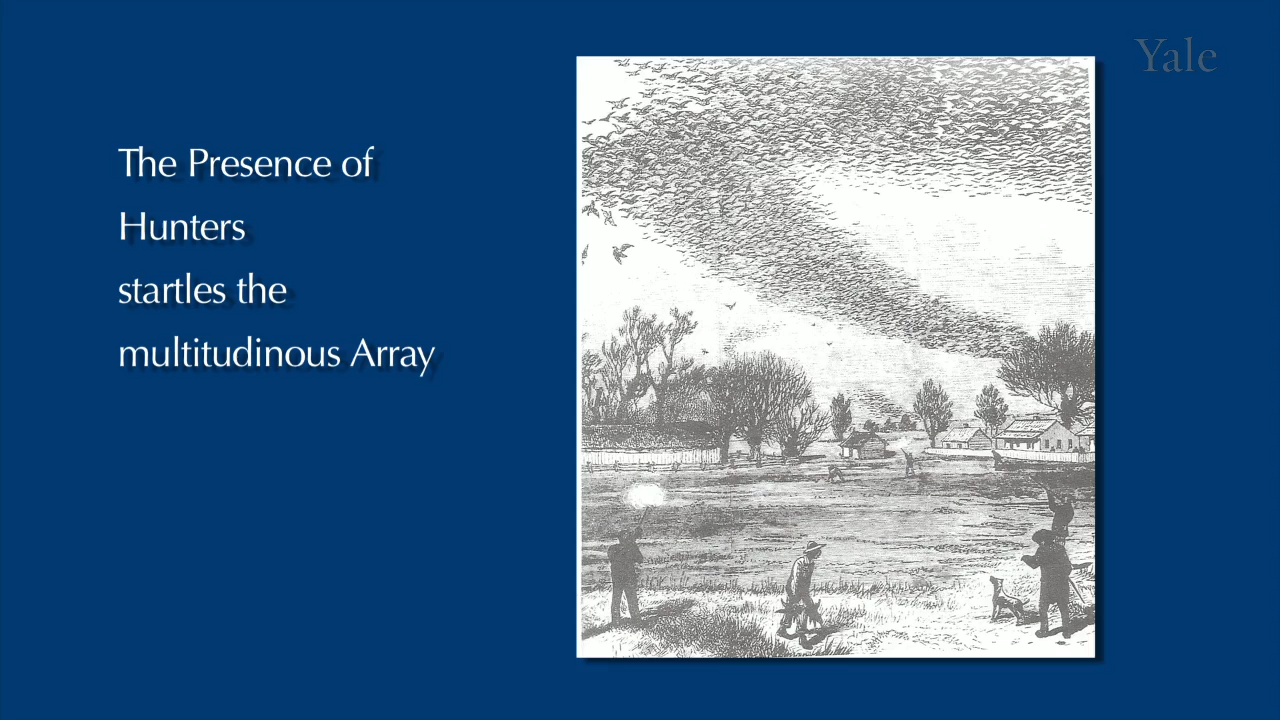 Yale
The Presence of
Hunters
startles the
multitudinous Array